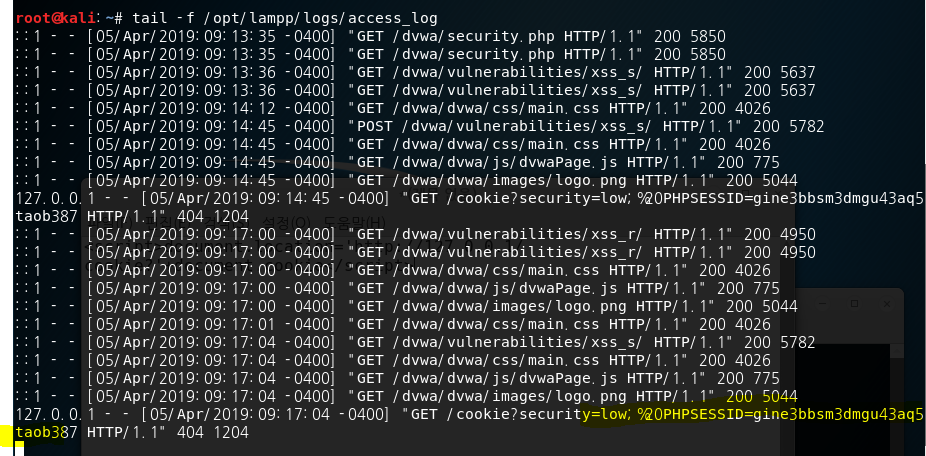 root@kali:~# tail -f /opt/lampp/logs/access_log
::1 - - [05/Apr/2019:09:13:35 -0400] "GET /dvwa/security.php HTTP/1.1" 200 5850
::1 - - [05/Apr/2019:09:13:35 -0400] "GET /dvwa/security.php HTTP/1.1" 200 5850
::1 - - [05/Apr/2019:09:13:36 -0400] "GET /dvwa/vulnerabilities/xss_s/ HTTP/1.1" 200 5637
::1 - - [05/Apr/2019:09:13:36 -0400] "GET /dvwa/vulnerabilities/xss_s/ HTTP/1.1" 200 5637
::1 - - [05/Apr/2019:09:14:12 -0400] "GET /dvwa/dvwa/css/main.css HTTP/1.1" 200 4026
::1 - - [05/Apr/2019:09:14:45 -0400] "POST /dvwa/vulnerabilities/xss_s/ HTTP/1.1" 200 5782
::1 - - [05/Apr/2019:09:14:45 -0400] "GET /dvwa/dvwa/css/main.css HTTP/1.1" 200 4026
::1 - - [05/Apr/2019:09:14:45 -0400] "GET /dvwa/dvwa/js/dvwaPage.js HTTP/1.1" 200 775
::1 - - [05/Apr/2019:09:14:45 -0400] "GET /dvwa/dvwa/images/logo.png HTTP/1.1" 200 5044
127.0.0.1 - - [05/Apr/2019:09:14:45 -0400] "GET /cookie?security=low;%20PHPSESSID=gine3bbsm3dmgu43aq5
taob387 HTTP/1.1" 404 1204
::1 - - [05/Apr/2019:09:17:00 -0400] "GET /dvwa/vulnerabilities/xss_r/ HTTP/1.1" 200 4950
::1 - - [05/Apr/2019:09:17:00 -0400] "GET /dvwa/vulnerabilities/xss_r/ HTTP/1.1" 200 4950
::1 - - [05/Apr/2019:09:17:00 -0400] "GET /dvwa/dvwa/css/main.css HTTP/1.1" 200 4026
::1 - - [05/Apr/2019:09:17:00 -0400] "GET /dvwa/dvwa/js/dvwaPage.js HTTP/1.1" 200 775
::1 - - [05/Apr/2019:09:17:00 -0400] "GET /dvwa/dvwa/images/logo.png HTTP/1.1" 200 5044
::1 - - [05/Apr/2019:09:17:01 -0400] "GET /dvwa/dvwa/css/main.css HTTP/1.1" 200 4026
::1 - - [05/Apr/2019:09:17:04 -0400] "GET /dvwa/vulnerabilities/xss_s/ HTTP/1.1" 200 5782
::1 - - [05/Apr/2019:09:17:04 -0400] "GET /dvwa/dvwa/css/main.css HTTP/1.1" 200 4026
::1 - - [05/Apr/2019:09:17:04 -0400] "GET /dvwa/dvwa/js/dvwaPage.js HTTP/1.1" 200 775
::1 - - [05/Apr/2019:09:17:04 -0400] "GET /dvwa/dvwa/images/logo.png HTTP/1.1" 200 5044
127.0.0.1 - - [05/Apr/2019:09:17:04 -0400] "GET /cookie?security=low;%20PHPSESSID=gine3bbsm3dmgu43aq5
taob387 HTTP/1.1" 404 1204